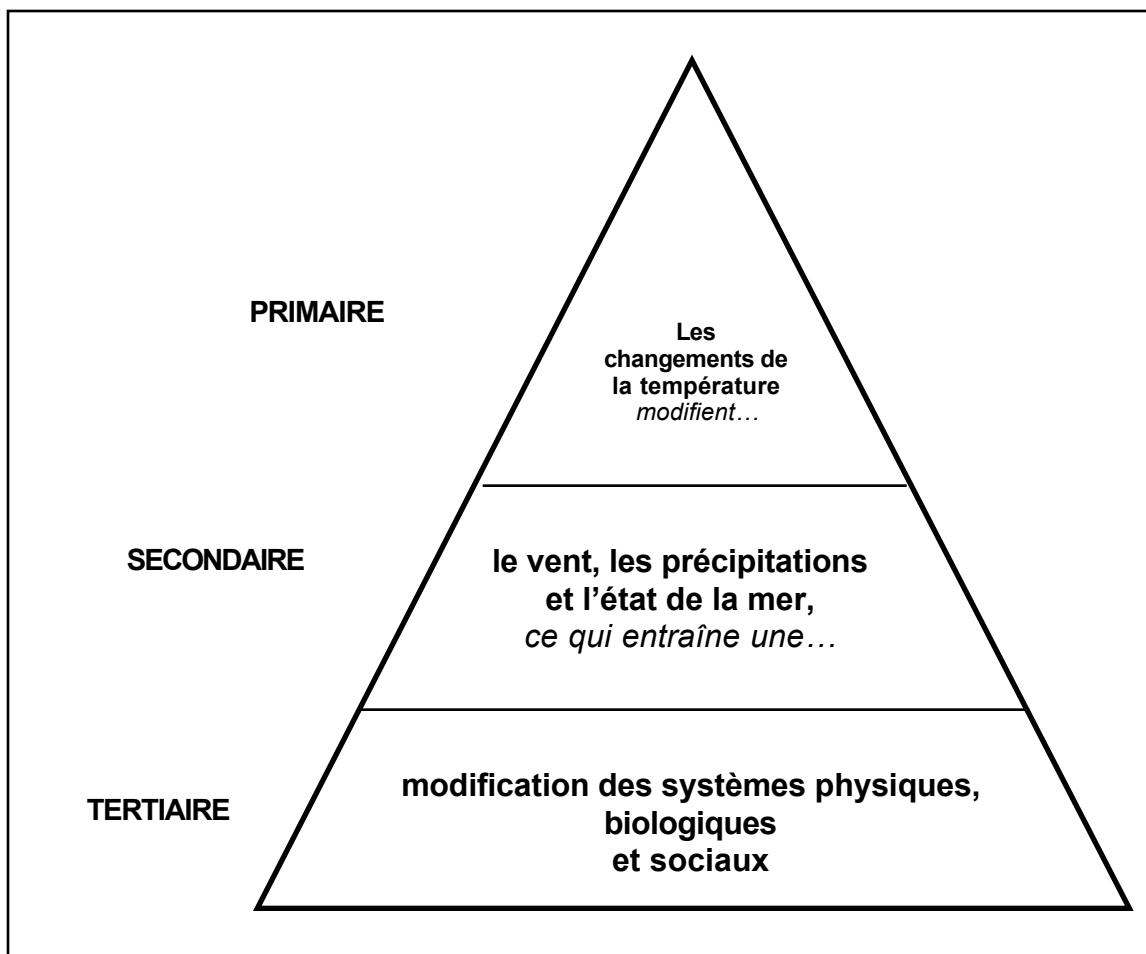 PRIMAIRE
Les
changements de
la température
modifient…
SECONDAIRE
le vent, les précipitations
et l’état de la mer,
ce qui entraîne une…
TERTIAIRE
modification des systèmes physiques,
biologiques
et sociaux